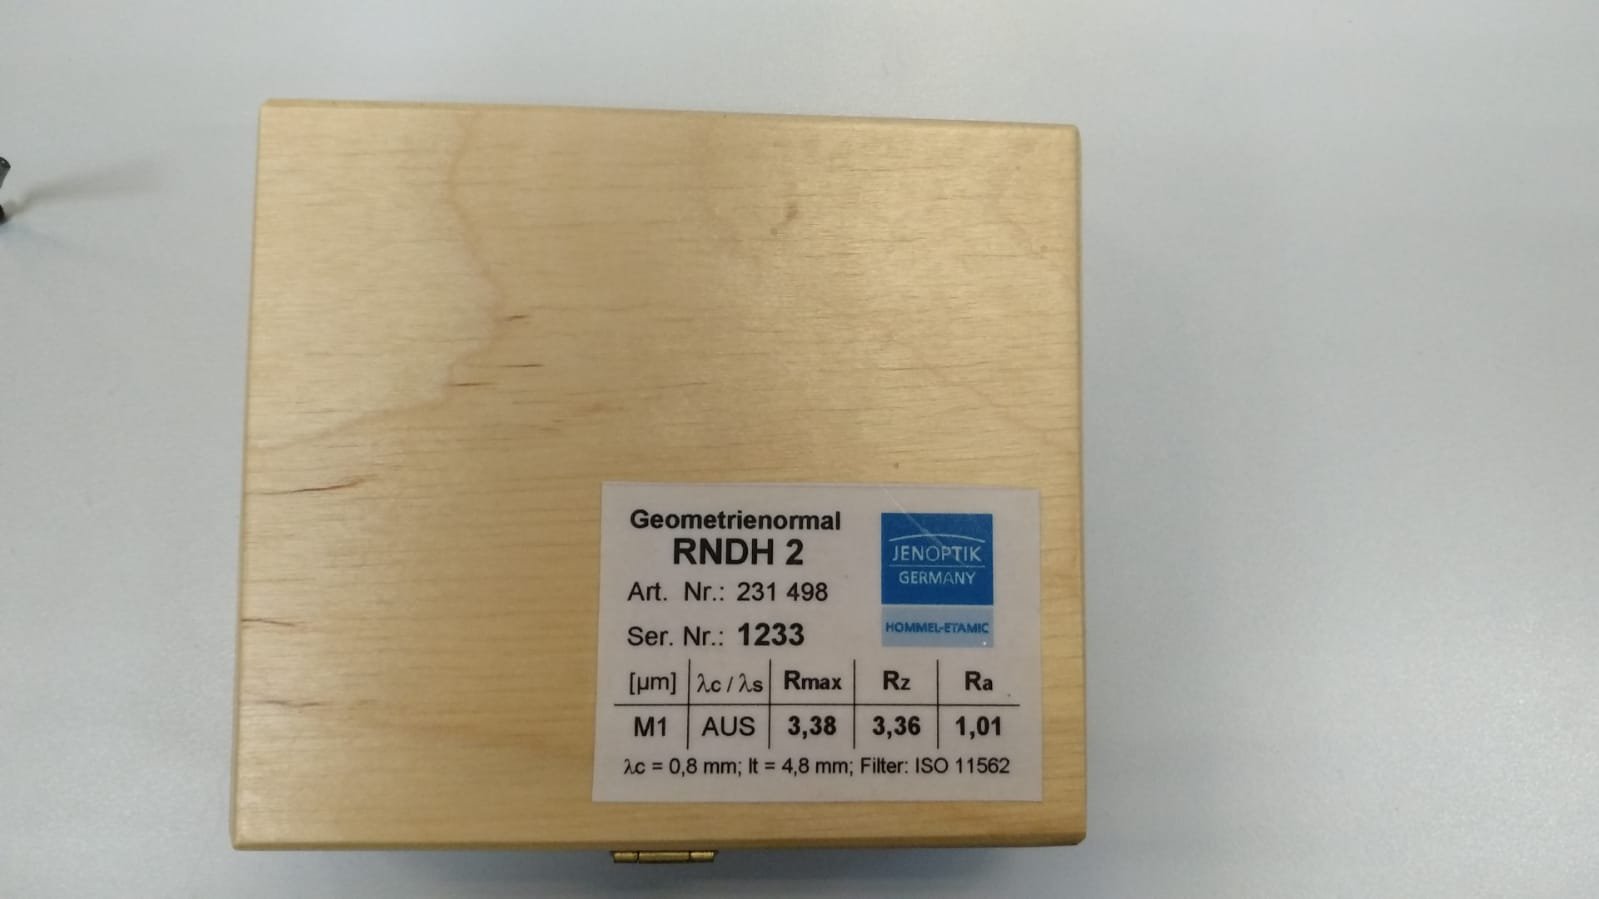 Geometrienormal
RNDH 2
Art. Nr.: 231 498
Ser. Nr.: 1233
JENOPTIK
GERMANY
HOMMEL-ETAMIC
[µm] λc / λs Rmax Rz Ra
M1 AUS 3,38 3,36 1,01
λc = 0,8 mm; lt = 4,8 mm; Filter: ISO 11562